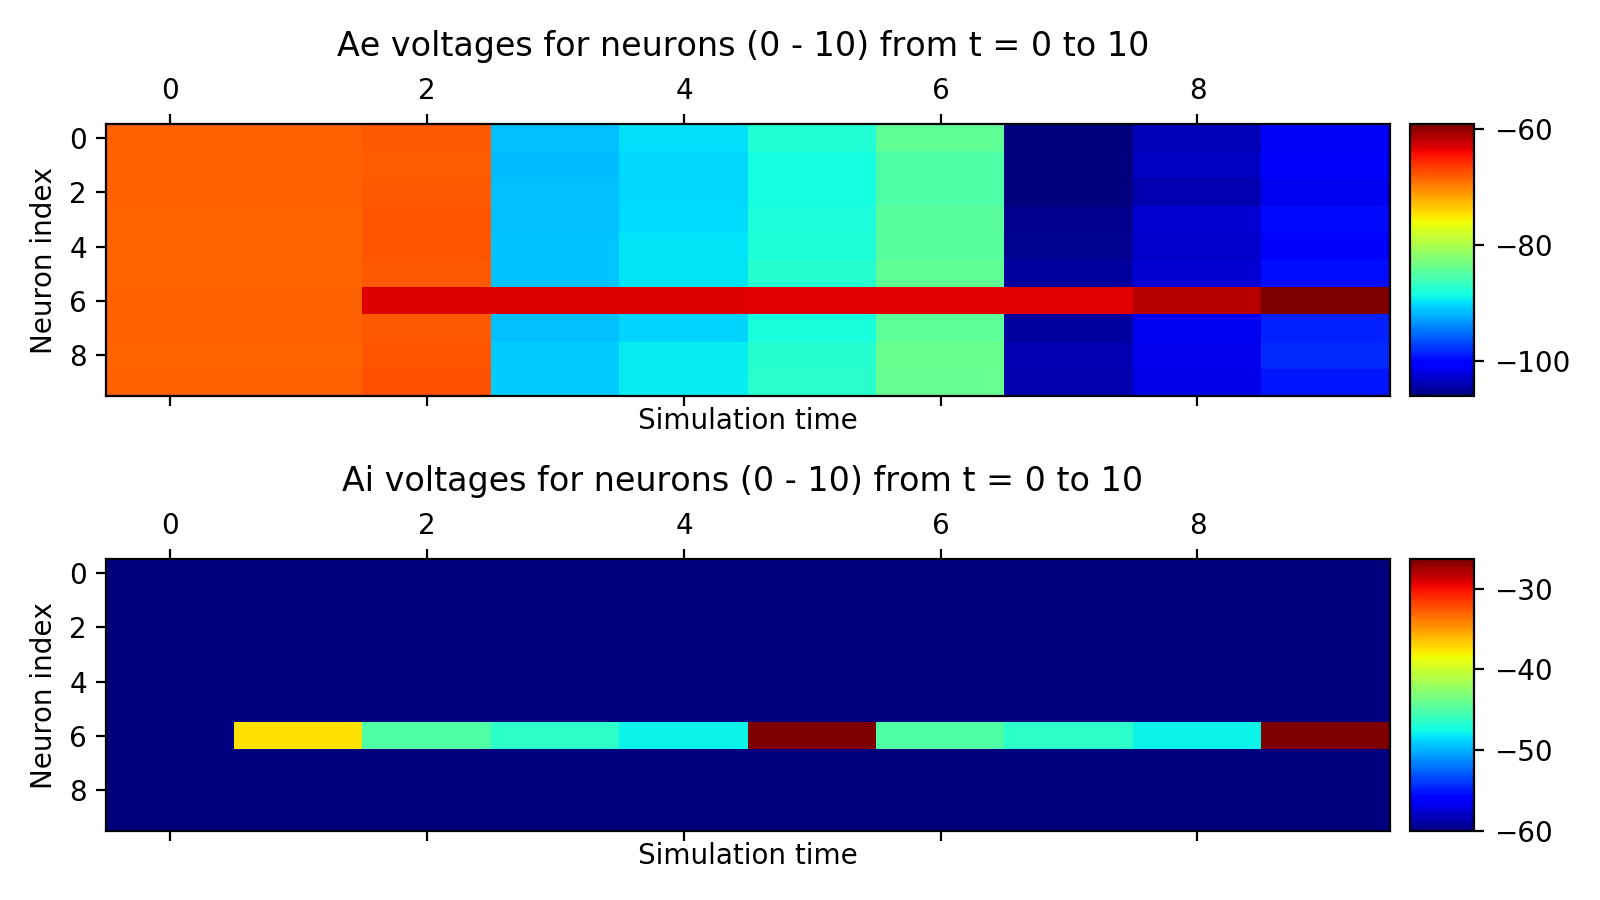 Ae voltages for neurons (0 - 10) from t = 0 to 10
0 2 4 6 8
Neuron index
0
2
4
6
8
−60
−80
−100
Simulation time
Ai voltages for neurons (0 - 10) from t = 0 to 10
0 2 4 6 8
Neuron index
0
2
4
6
8
−30
−40
−50
−60
Simulation time